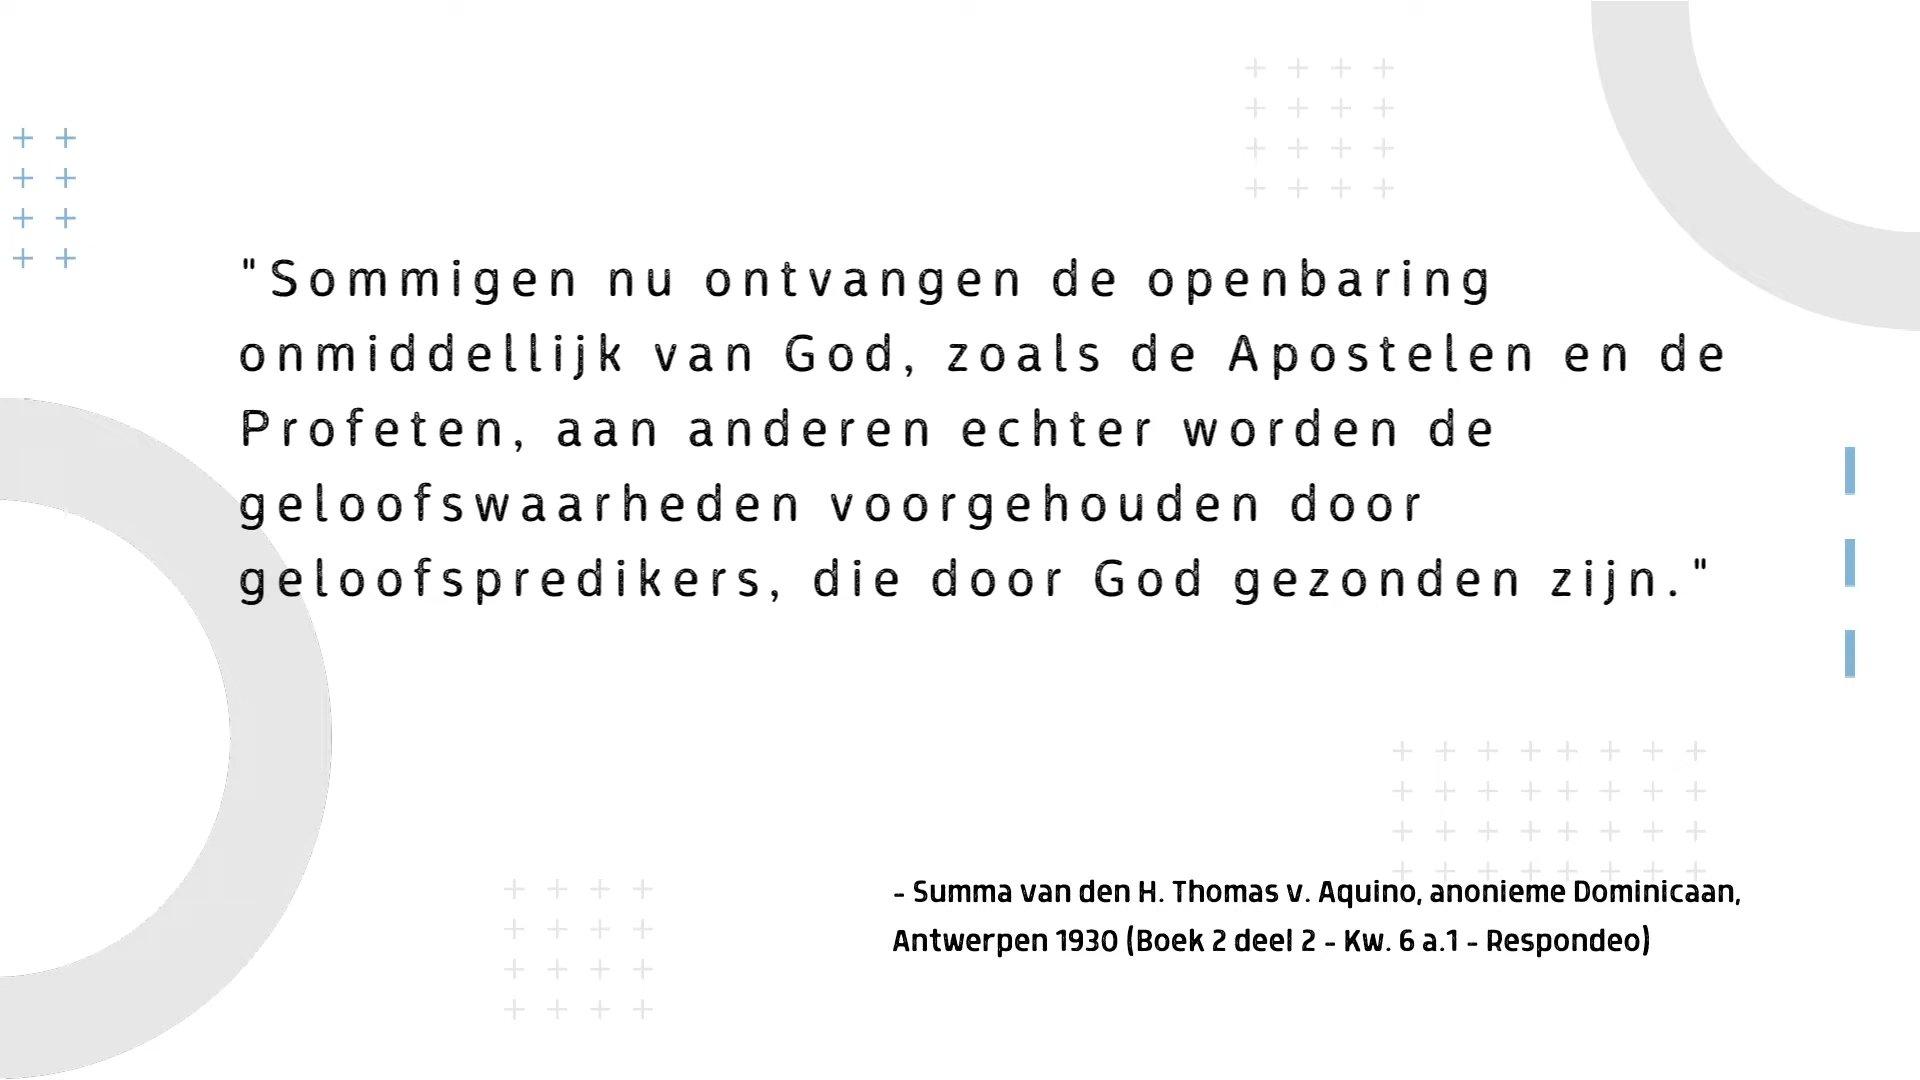 "Sommigen nu ontvangen de openbaring
onmiddellijk van God, zoals de Apostelen en de
Profeten, aan anderen echter worden de
geloofswaarheden voorgehouden door
geloofspredikers, die door God gezonden zijn."
- Summa van den H. Thomas v. Aquino, anonieme Dominicaan,
Antwerpen 1930 (Boek 2 deel 2 - Kw. 6 a.1 - Respondeo)